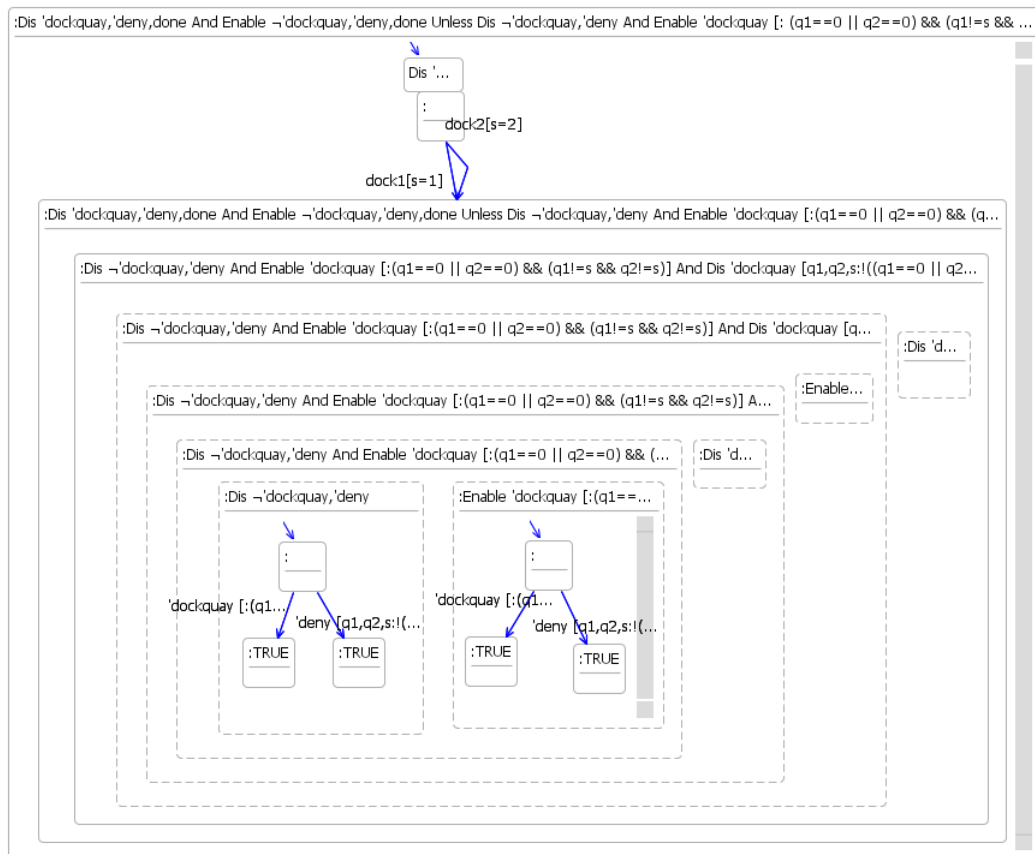 :Dis 'dockquay,'deny,done And Enable ¬'dockquay,'deny,done Unless Dis ¬'dockquay,'deny And Enable 'dockquay [: (q1==0 || q2==0) && (q1!=s && ...
Dis '...
:
dock2[s=2]
dock1[s=1]
:Dis 'dockquay,'deny,done And Enable ¬'dockquay,'deny,done Unless Dis ¬'dockquay,'deny And Enable 'dockquay [:(q1==0 || q2==0) && (q...
:Dis ¬'dockquay,'deny And Enable 'dockquay [:(q1==0 || q2==0) && (q1!=s && q2!=s)] And Dis 'dockquay [q1,q2,s:!((q1==0 || q2...
:Dis ¬'dockquay,'deny And Enable 'dockquay [:(q1==0 || q2==0) && (q1!=s && q2!=s)] And Dis 'dockquay [q...
:Dis 'd...
:Enable...
:Dis ¬'dockquay,'deny And Enable 'dockquay [:(q1==0 || q2==0) && (q1!=s && q2!=s)] A...
:Dis ¬'dockquay,'deny And Enable 'dockquay [:(q1==0 || q2==0) && (...
:Dis 'd...
:Dis ¬'dockquay,'deny
:Enable 'dockquay [:(q1==...
:
:
'dockquay [:(q1...
'deny [q1,q2,s:!(...
'dockquay [:(q1...
'deny [q1,q2,s:!(...
:TRUE
:TRUE
:TRUE
:TRUE